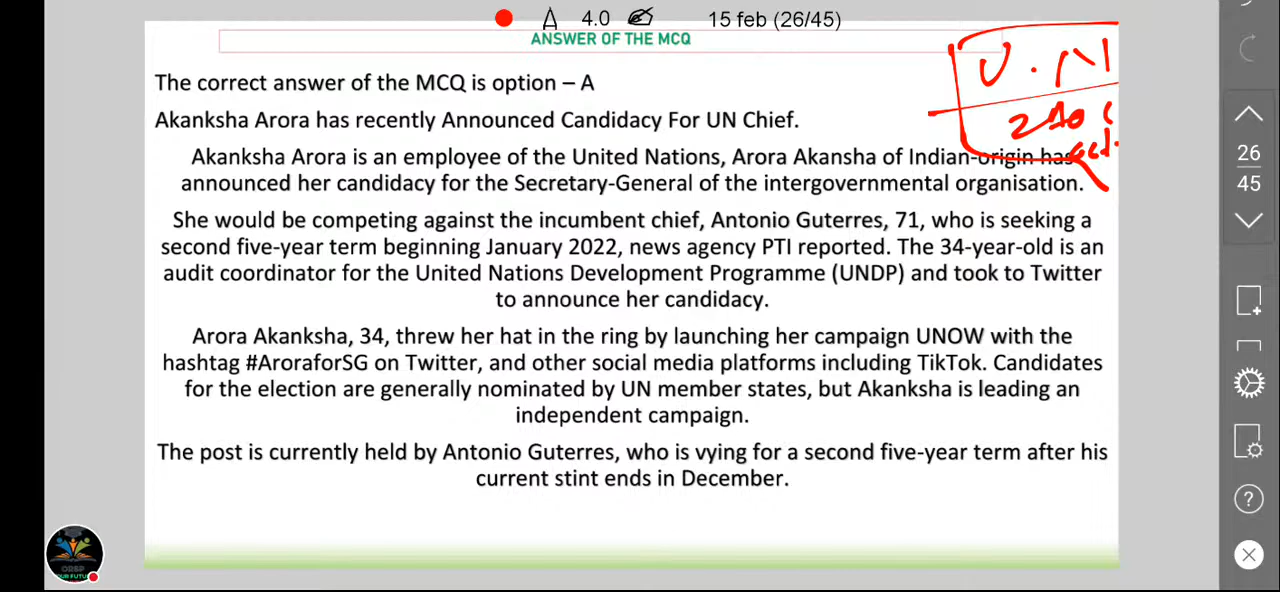 A 4.0 15 feb (26/45)
ANSWER OF THE MCQ
The correct answer of the MCQ is option – A
U.N
Akanksha Arora has recently Announced Candidacy For UN Chief.
Akanksha Arora is an employee of the United Nations, Arora Akansha of Indian-origin has
announced her candidacy for the Secretary-General of the intergovernmental organisation.
She would be competing against the incumbent chief, Antonio Guterres, 71, who is seeking a
second five-year term beginning January 2022, news agency PTI reported. The 34-year-old is an
audit coordinator for the United Nations Development Programme (UNDP) and took to Twitter
to announce her candidacy.
Arora Akanksha, 34, threw her hat in the ring by launching her campaign UNOW with the
hashtag #AroraforSG on Twitter, and other social media platforms including TikTok. Candidates
for the election are generally nominated by UN member states, but Akanksha is leading an
independent campaign.
The post is currently held by Antonio Guterres, who is vying for a second five-year term after his
current stint ends in December.
26
45